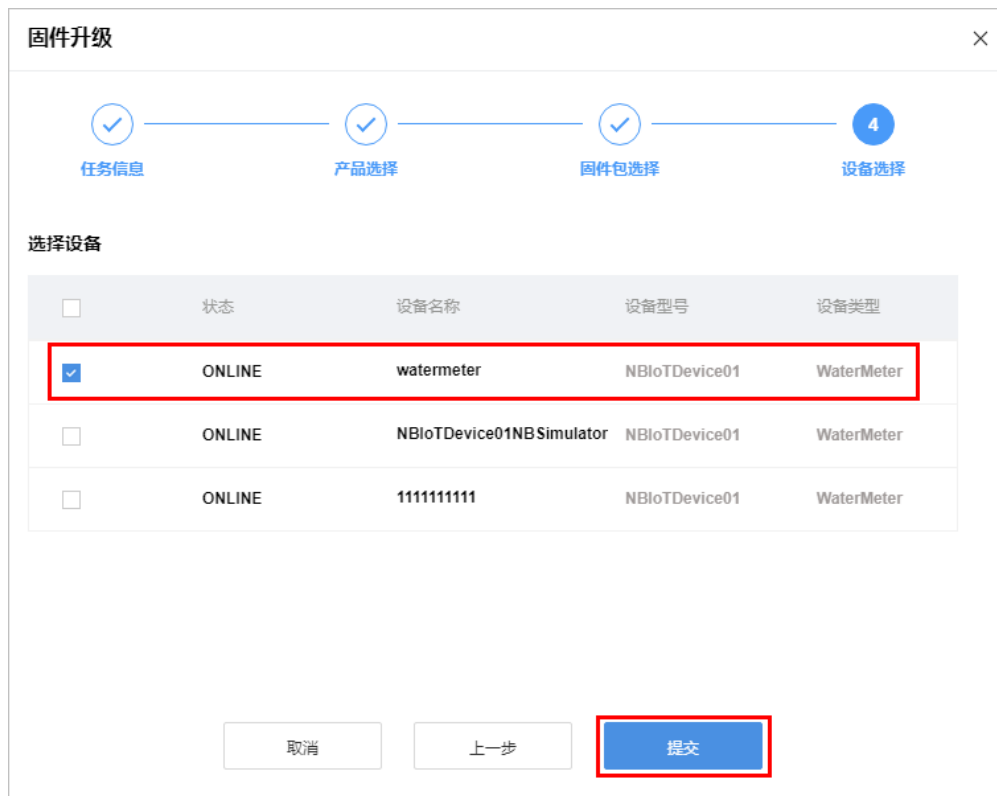 固件升级
4
任务信息 产品选择 固件包选择 设备选择
选择设备
状态 设备名称 设备型号 设备类型
ONLINE watermeter NBIoTDevice01 WaterMeter
ONLINE NBIoTDevice01NBSimulator NBIoTDevice01 WaterMeter
ONLINE 1111111111 NBIoTDevice01 WaterMeter
取消 上一步 提交